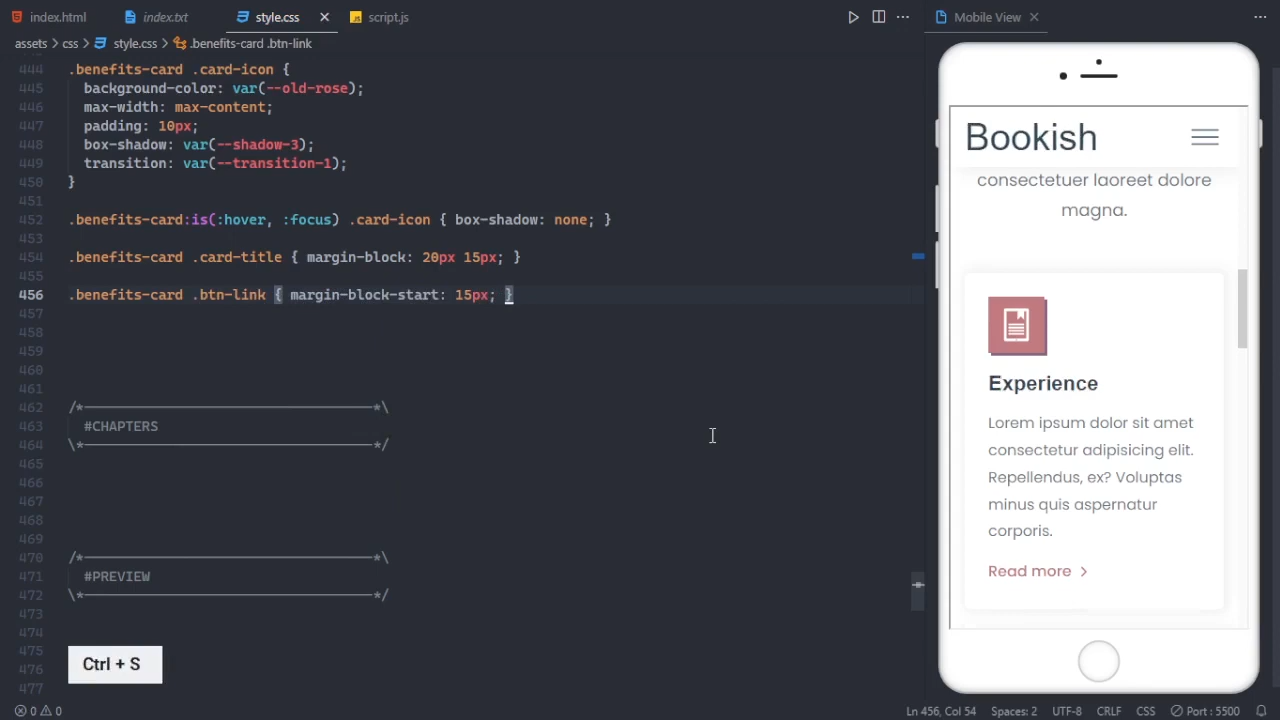 index.html index.txt style.css script.js Mobile View
assets > css > style.css > .benefits-card .btn-link
444 .benefits-card .card-icon {
445 background-color: var(--old-rose);
446 max-width: max-content;
447 padding: 10px;
448 box-shadow: var(--shadow-3);
449 transition: var(--transition-1);
450 }
451
452 .benefits-card:is(:hover, :focus) .card-icon { box-shadow: none; }
453
454 .benefits-card .card-title { margin-block: 20px 15px; }
455
456 .benefits-card .btn-link { margin-block-start: 15px; }
457
458
459
460
461
462 /*-----------------------------------*\
463 #CHAPTERS
464 \*-----------------------------------*/
465
466
467
468
469
470 /*-----------------------------------*\
471 #PREVIEW
472 \*-----------------------------------*/
473
474
475
476
477
Ctrl + S
Bookish
consectetuer laoreet dolore
magna.
Experience
Lorem ipsum dolor sit amet
consectetur adipisicing elit.
Repellendus, ex? Voluptas
minus quis aspernatur
corporis.
Read more >
0 0 Ln 456, Col 54 Spaces: 2 UTF-8 CRLF CSS Port : 5500